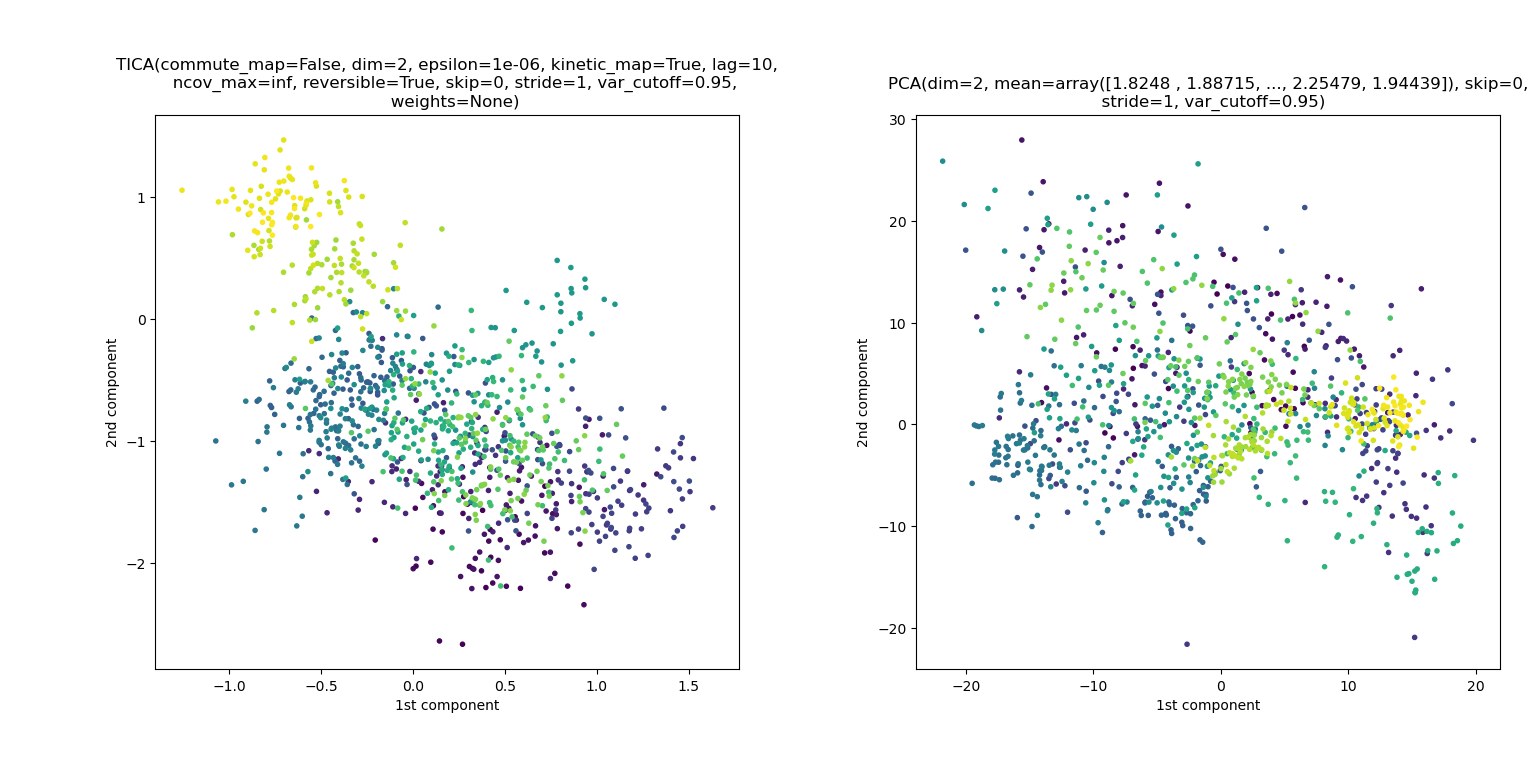 TICA(commute_map=False, dim=2, epsilon=1e-06, kinetic_map=True, lag=10,
ncov_max=inf, reversible=True, skip=0, stride=1, var_cutoff=0.95,
weights=None)
1
0
−1
−2
2nd component
−1.0
−0.5
0.0
0.5
1.0
1.5
1st component
PCA(dim=2, mean=array([1.8248 , 1.88715, ..., 2.25479, 1.94439]), skip=0,
stride=1, var_cutoff=0.95)
30
20
10
0
−10
−20
2nd component
−20
−10
0
10
20
1st component